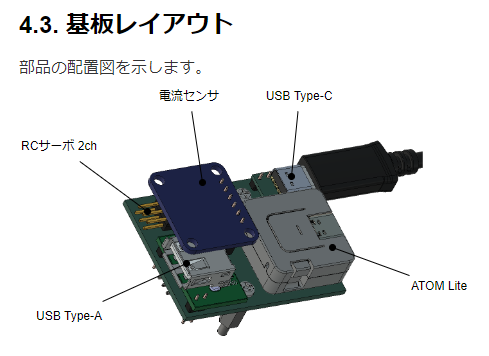 4.3. 基板レイアウト
部品の配置図を示します。
電流センサ
USB Type-C
RCサーボ 2ch
ATOM Lite
USB Type-A